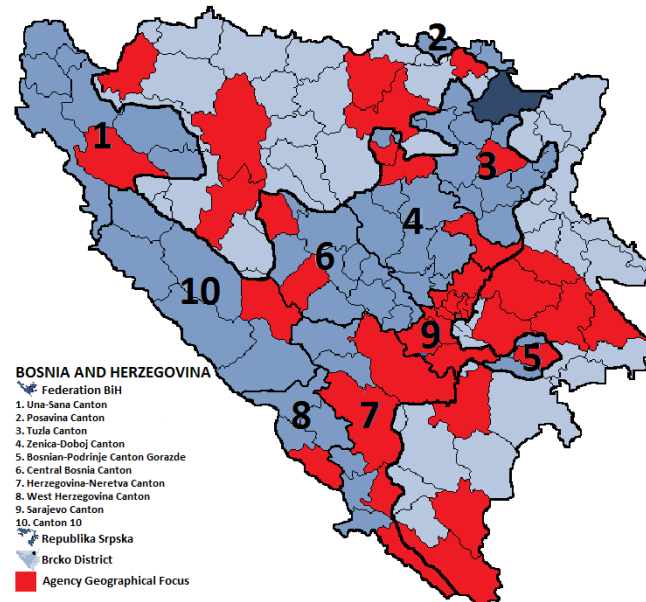 2
1
3
4
6
10
9
5
8
7
BOSNIA AND HERZEGOVINA
Federation BiH
1. Una-Sana Canton
2. Posavina Canton
3. Tuzla Canton
4. Zenica-Doboj Canton
5. Bosnian-Podrinje Canton Gorazde
6. Central Bosnia Canton
7. Herzegovina-Neretva Canton
8. West Herzegovina Canton
9. Sarajevo Canton
10. Canton 10
Republika Srpska
Brcko District
Agency Geographical Focus